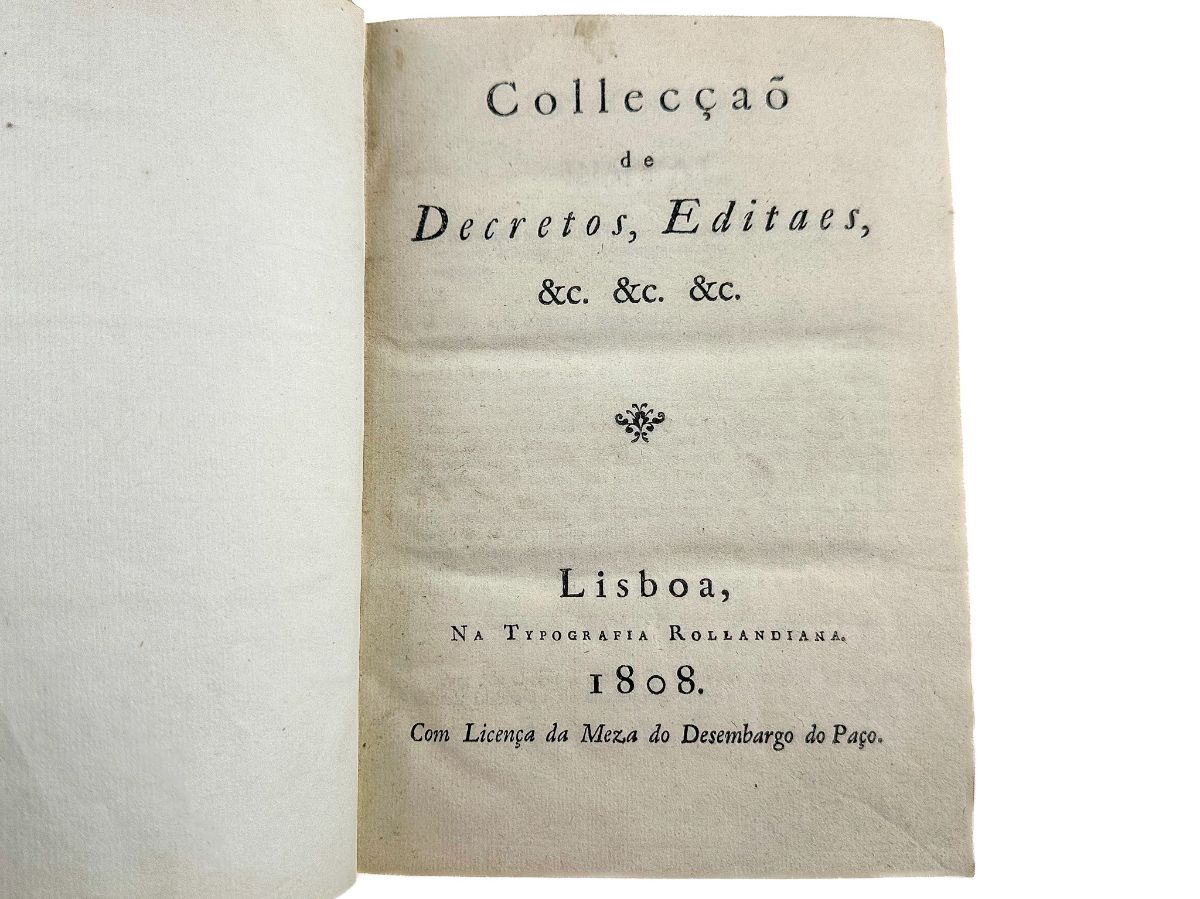 Collecçaõ
de
Decretos, Editaes,
&c. &c. &c.
Lisboa,
Na Typografia Rollandiana.
1808.
Com Licença da Meza do Desembargo do Paço.